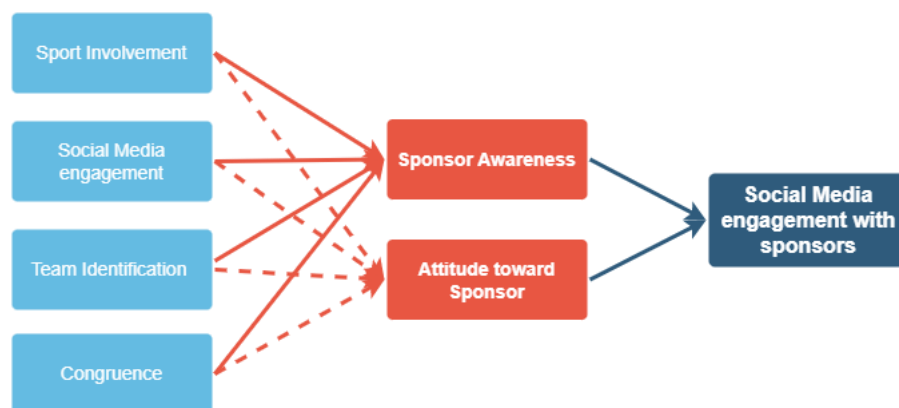 Sport Involvement
Social Media
engagement
Team Identification
Congruence
Sponsor Awareness
Attitude toward
Sponsor
Social Media
engagement with
sponsors